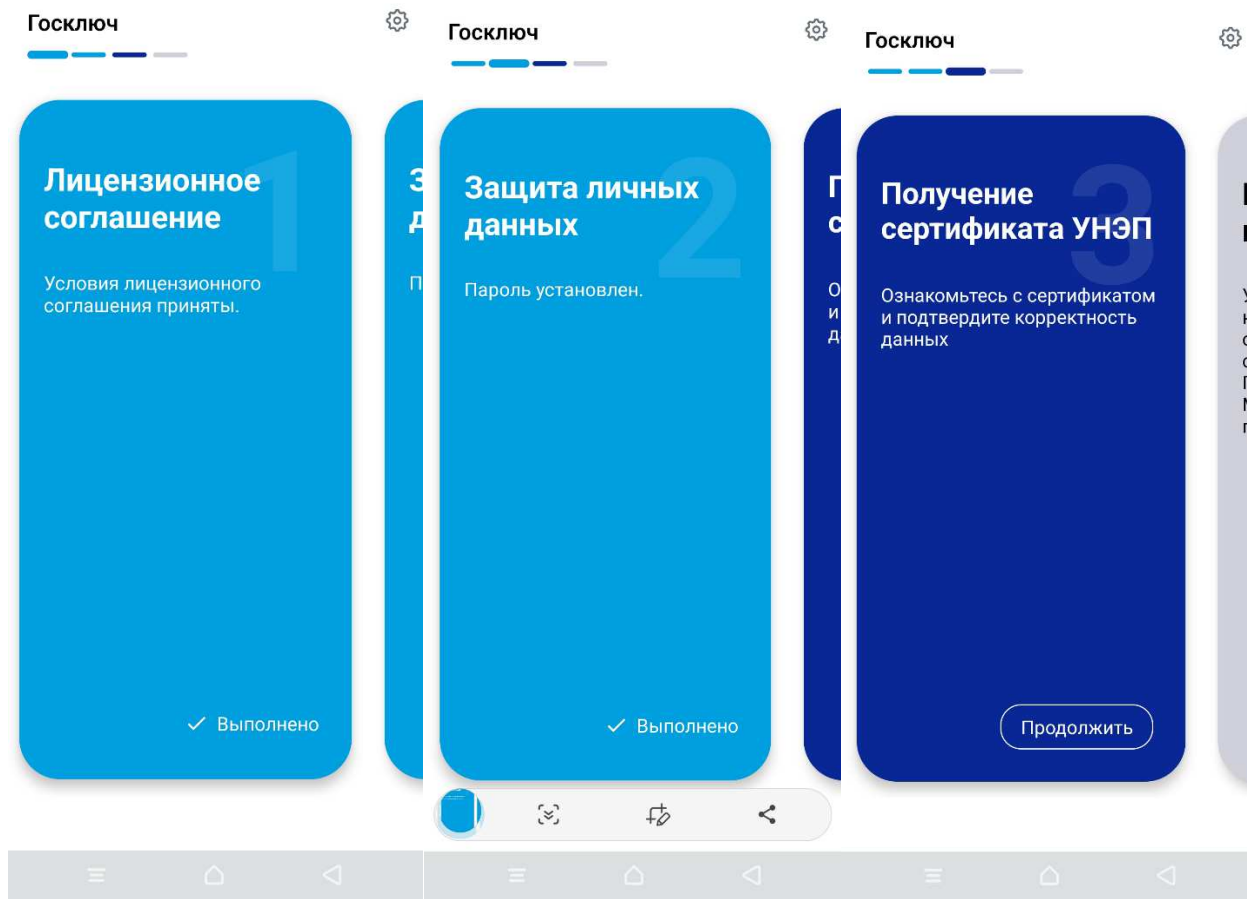 Госключ
1
Лицензионное
соглашение
Условия лицензионного
соглашения приняты.
Выполнено
Госключ
2
Защита личных
данных
Пароль установлен.
Выполнено
Госключ
3
Получение
сертификата УНЭП
Ознакомьтесь с сертификатом
и подтвердите корректность
данных
Продолжить